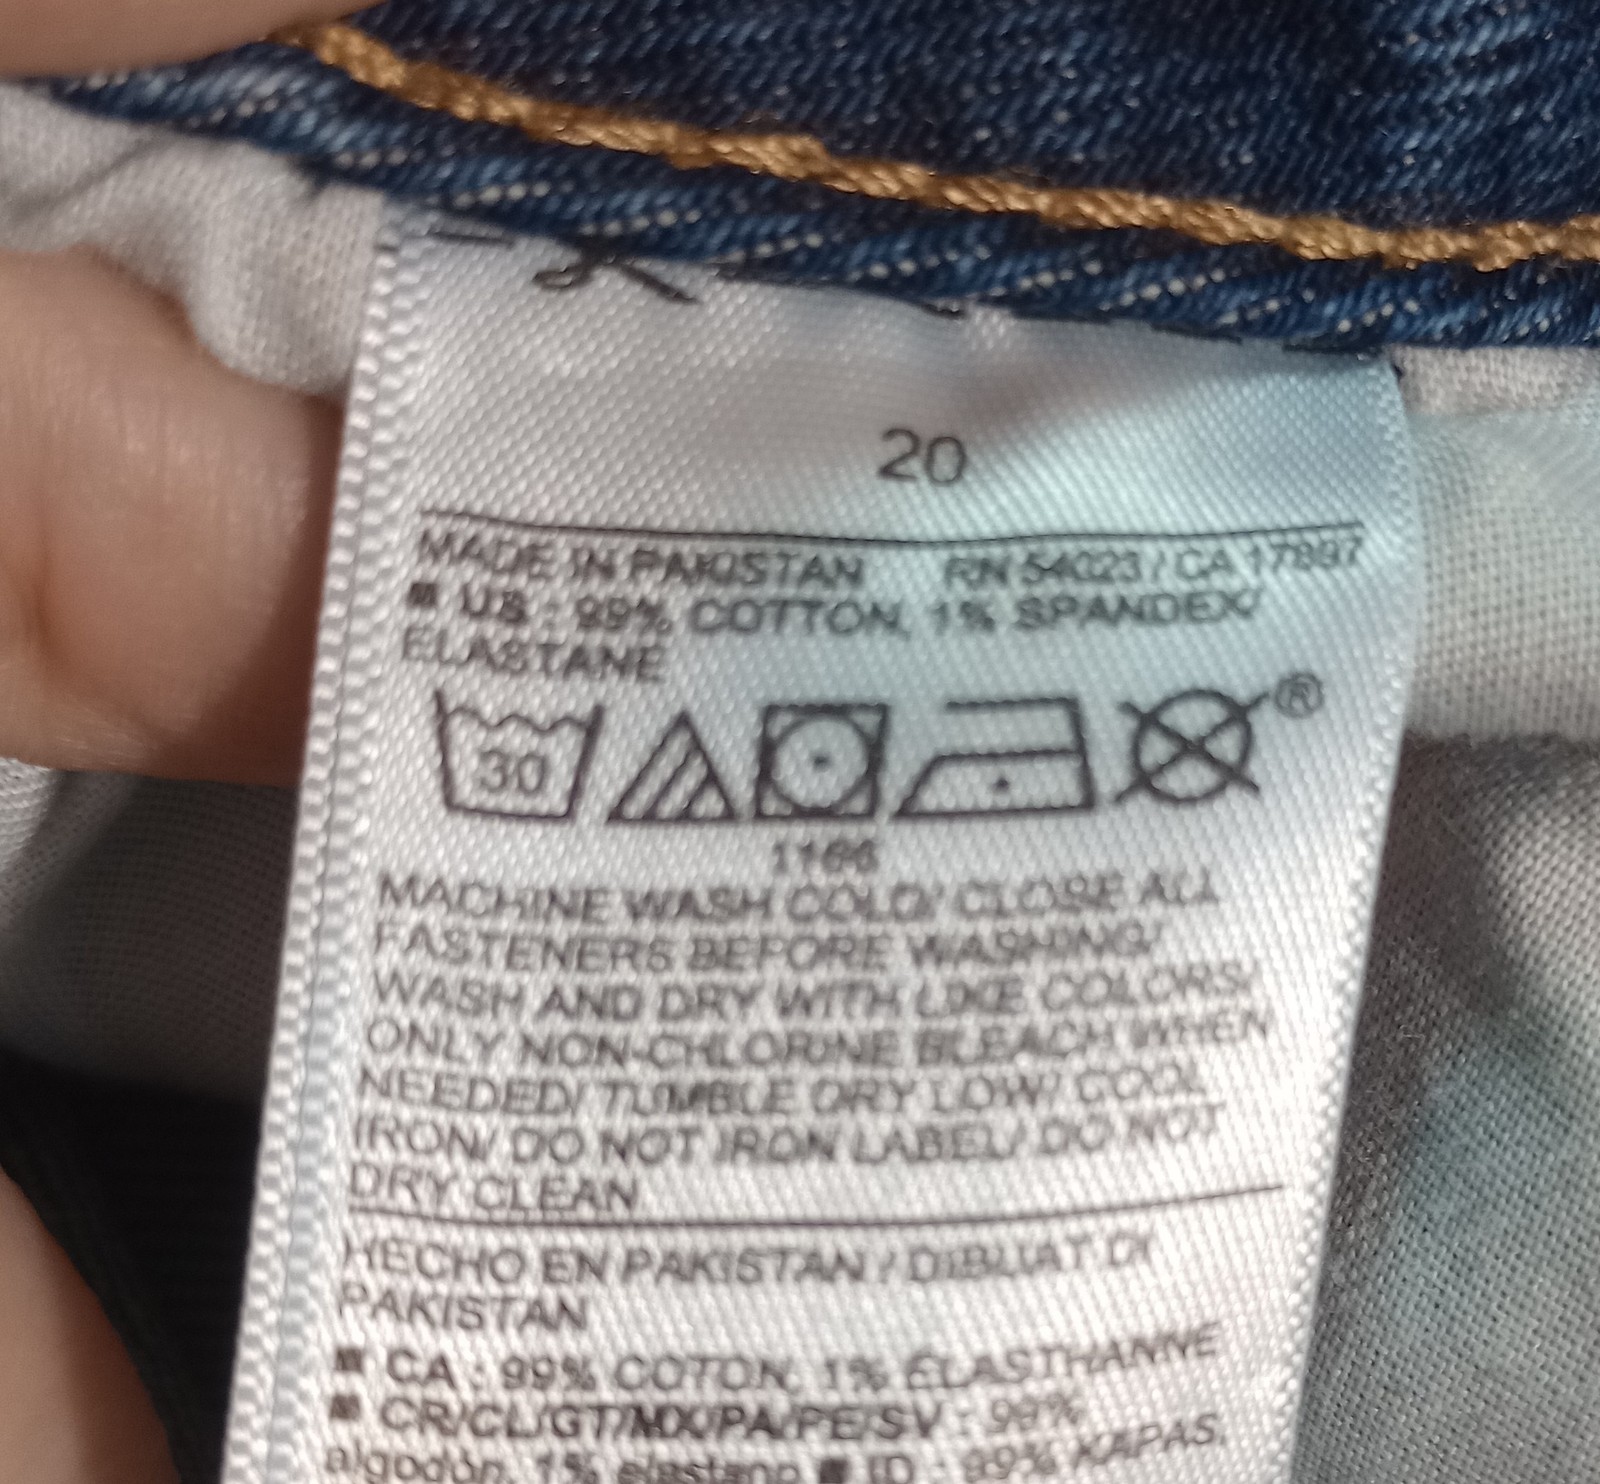 20
MADE IN PAKISTAN RN 54023 / CA 17897
■ US : 99% COTTON, 1% SPANDEX/
ELASTANE
30
®
1166
MACHINE WASH COLD/ CLOSE ALL
FASTENERS BEFORE WASHING/
WASH AND DRY WITH LIKE COLORS/
ONLY NON-CHLORINE BLEACH WHEN
NEEDED/ TUMBLE DRY LOW/ COOL
IRON/ DO NOT IRON LABEL/ DO NOT
DRY CLEAN
HECHO EN PAKISTAN / DIBUAT DI
PAKISTAN
■ CA : 99% COTON, 1% ÉLASTHANNE
■ CR/CL/GT/MX/PA/PE/SV : 99%
algodón, 1% elastano ■ ID : 99% KAPAS